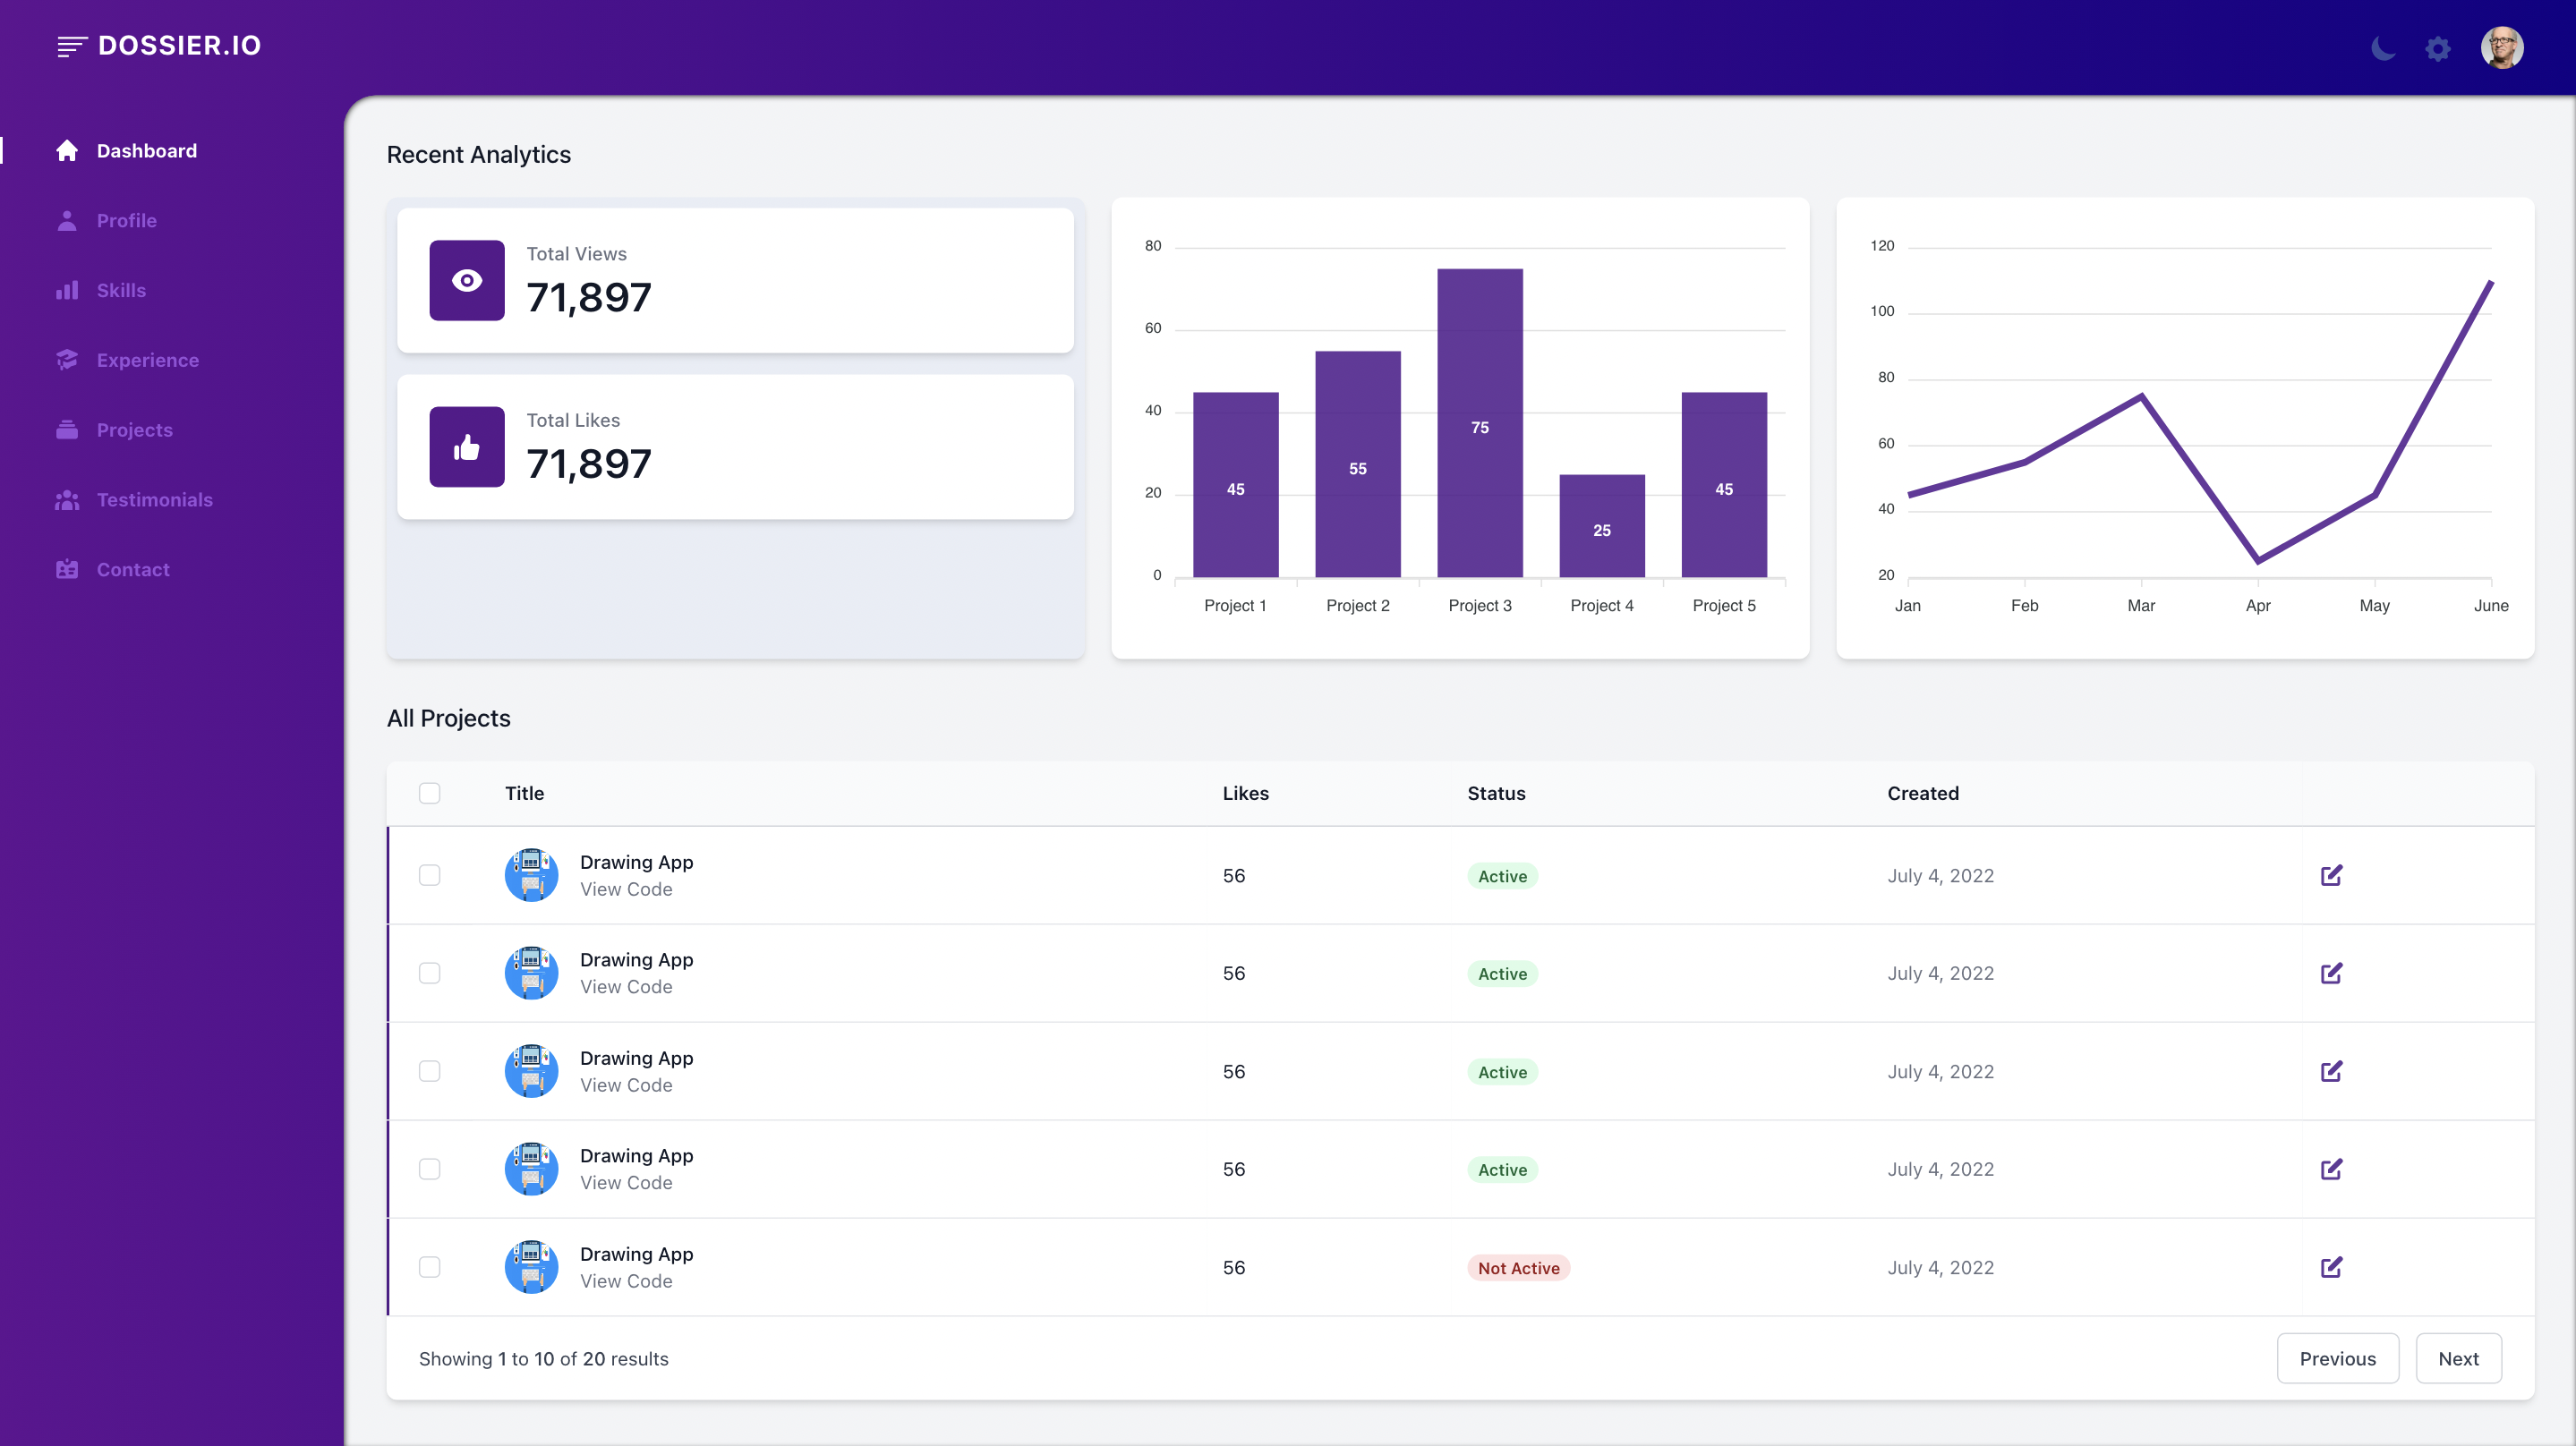 DOSSIER.IO
Dashboard
Profile
Skills
Experience
Projects
Testimonials
Contact
Recent Analytics
Total Views
71,897
Total Likes
71,897
80
60
40
20
0
45
55
75
25
45
Project 1 Project 2 Project 3 Project 4 Project 5
120
100
80
60
40
20
Jan Feb Mar Apr May June
All Projects
Title Likes Status Created
Drawing App
View Code
56 Active July 4, 2022
Drawing App
View Code
56 Active July 4, 2022
Drawing App
View Code
56 Active July 4, 2022
Drawing App
View Code
56 Active July 4, 2022
Drawing App
View Code
56 Not Active July 4, 2022
Showing 1 to 10 of 20 results
Previous Next